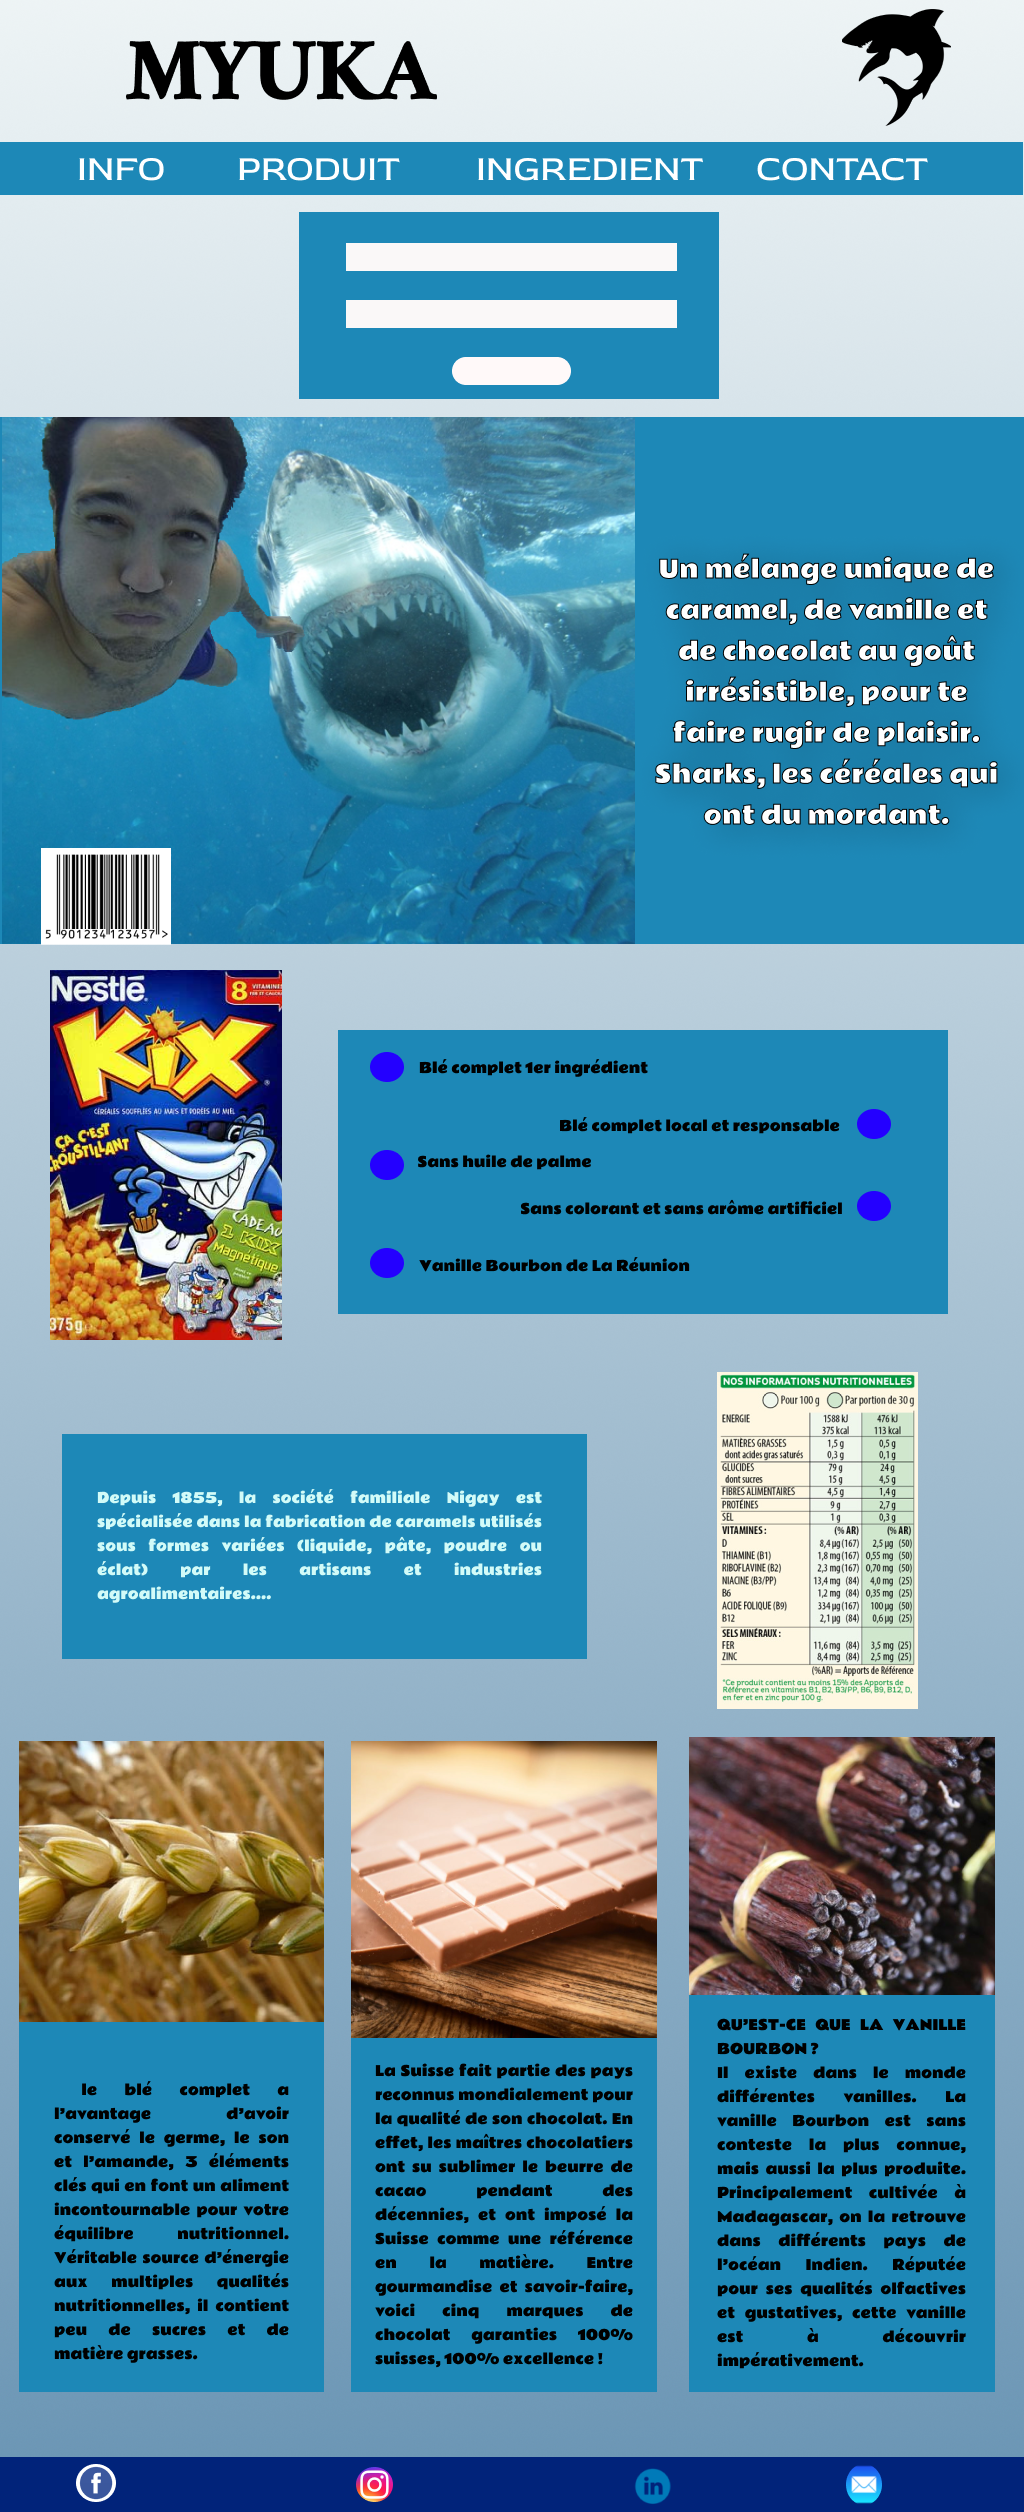 MYUKA
INFO PRODUIT INGREDIENT CONTACT
Un mélange unique de
caramel, de vanille et
de chocolat au goût
irrésistible, pour te
faire rugir de plaisir.
Sharks, les céréales qui
ont du mordant.
5 901234 123457 >
Nestlé
8 VITAMINES
FER ET CALCIUM
KiX
CÉRÉALES SOUFFLÉES AU MAÏS ET DORÉES AU MIEL
ÇA C'EST
CROUSTILLANT
CADEAU
1 KIX
Magnétique
375g
Blé complet 1er ingrédient
Blé complet local et responsable
Sans huile de palme
Sans colorant et sans arôme artificiel
Vanille Bourbon de La Réunion
NOS INFORMATIONS NUTRITIONNELLES
Pour 100 g Par portion de 30 g
ENERGIE 1588 kJ 476 kJ
375 kcal 113 kcal
MATIÈRES GRASSES 1,5 g 0,5 g
dont acides gras saturés 0,3 g 0,1 g
GLUCIDES 79 g 24 g
dont sucres 15 g 4,5 g
FIBRES ALIMENTAIRES 4,5 g 1,4 g
PROTÉINES 9 g 2,7 g
SEL 1 g 0,3 g
VITAMINES : (% AR) (% AR)
D 8,4 µg (167) 2,5 µg (50)
THIAMINE (B1) 1,8 mg (167) 0,55 mg (50)
RIBOFLAVINE (B2) 2,3 mg (167) 0,70 mg (50)
NIACINE (B3/PP) 13,4 mg (84) 4,0 mg (25)
B6 1,2 mg (84) 0,35 mg (25)
ACIDE FOLIQUE (B9) 334 µg (167) 100 µg (50)
B12 2,1 µg (84) 0,6 µg (25)
SELS MINÉRAUX :
FER 11,6 mg (84) 3,5 mg (25)
ZINC 8,4 mg (84) 2,5 mg (25)
(%AR) = Apports de Référence
*Ce produit contient au moins 15% des Apports de
Référence en vitamines B1, B2, B3/PP, B6, B9, B12, D,
en fer et en zinc pour 100 g.
Depuis 1855, la société familiale Nigay est
spécialisée dans la fabrication de caramels utilisés
sous formes variées (liquide, pâte, poudre ou
éclat) par les artisans et industries
agroalimentaires....
le blé complet a
l'avantage d'avoir
conservé le germe, le son
et l'amande, 3 éléments
clés qui en font un aliment
incontournable pour votre
équilibre nutritionnel.
Véritable source d'énergie
aux multiples qualités
nutritionnelles, il contient
peu de sucres et de
matière grasses.
La Suisse fait partie des pays
reconnus mondialement pour
la qualité de son chocolat. En
effet, les maîtres chocolatiers
ont su sublimer le beurre de
cacao pendant des
décennies, et ont imposé la
Suisse comme une référence
en la matière. Entre
gourmandise et savoir-faire,
voici cinq marques de
chocolat garanties 100%
suisses, 100% excellence !
QU'EST-CE QUE LA VANILLE
BOURBON ?
Il existe dans le monde
différentes vanilles. La
vanille Bourbon est sans
conteste la plus connue,
mais aussi la plus produite.
Principalement cultivée à
Madagascar, on la retrouve
dans différents pays de
l'océan Indien. Réputée
pour ses qualités olfactives
et gustatives, cette vanille
est à découvrir
impérativement.